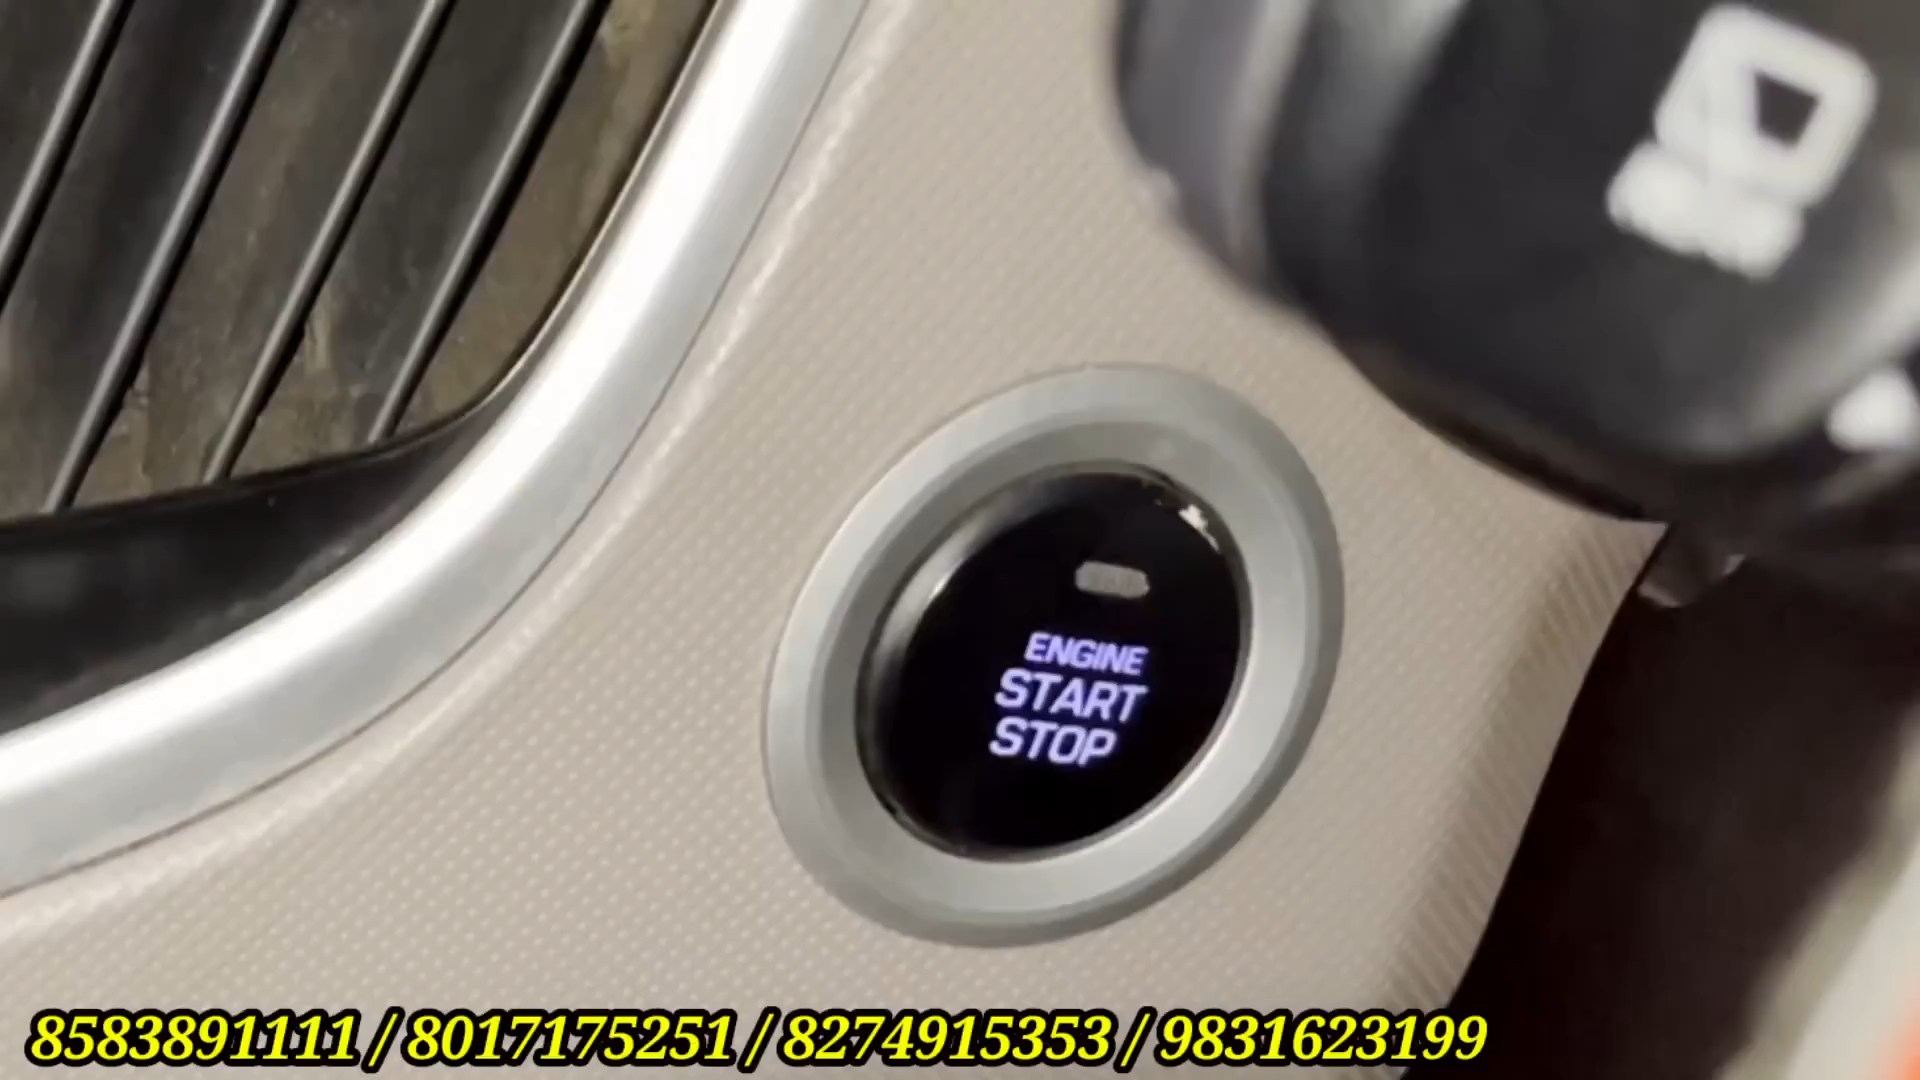 ENGINE
START
STOP
8583891111 / 8017175251 / 8274915353 / 9831623199